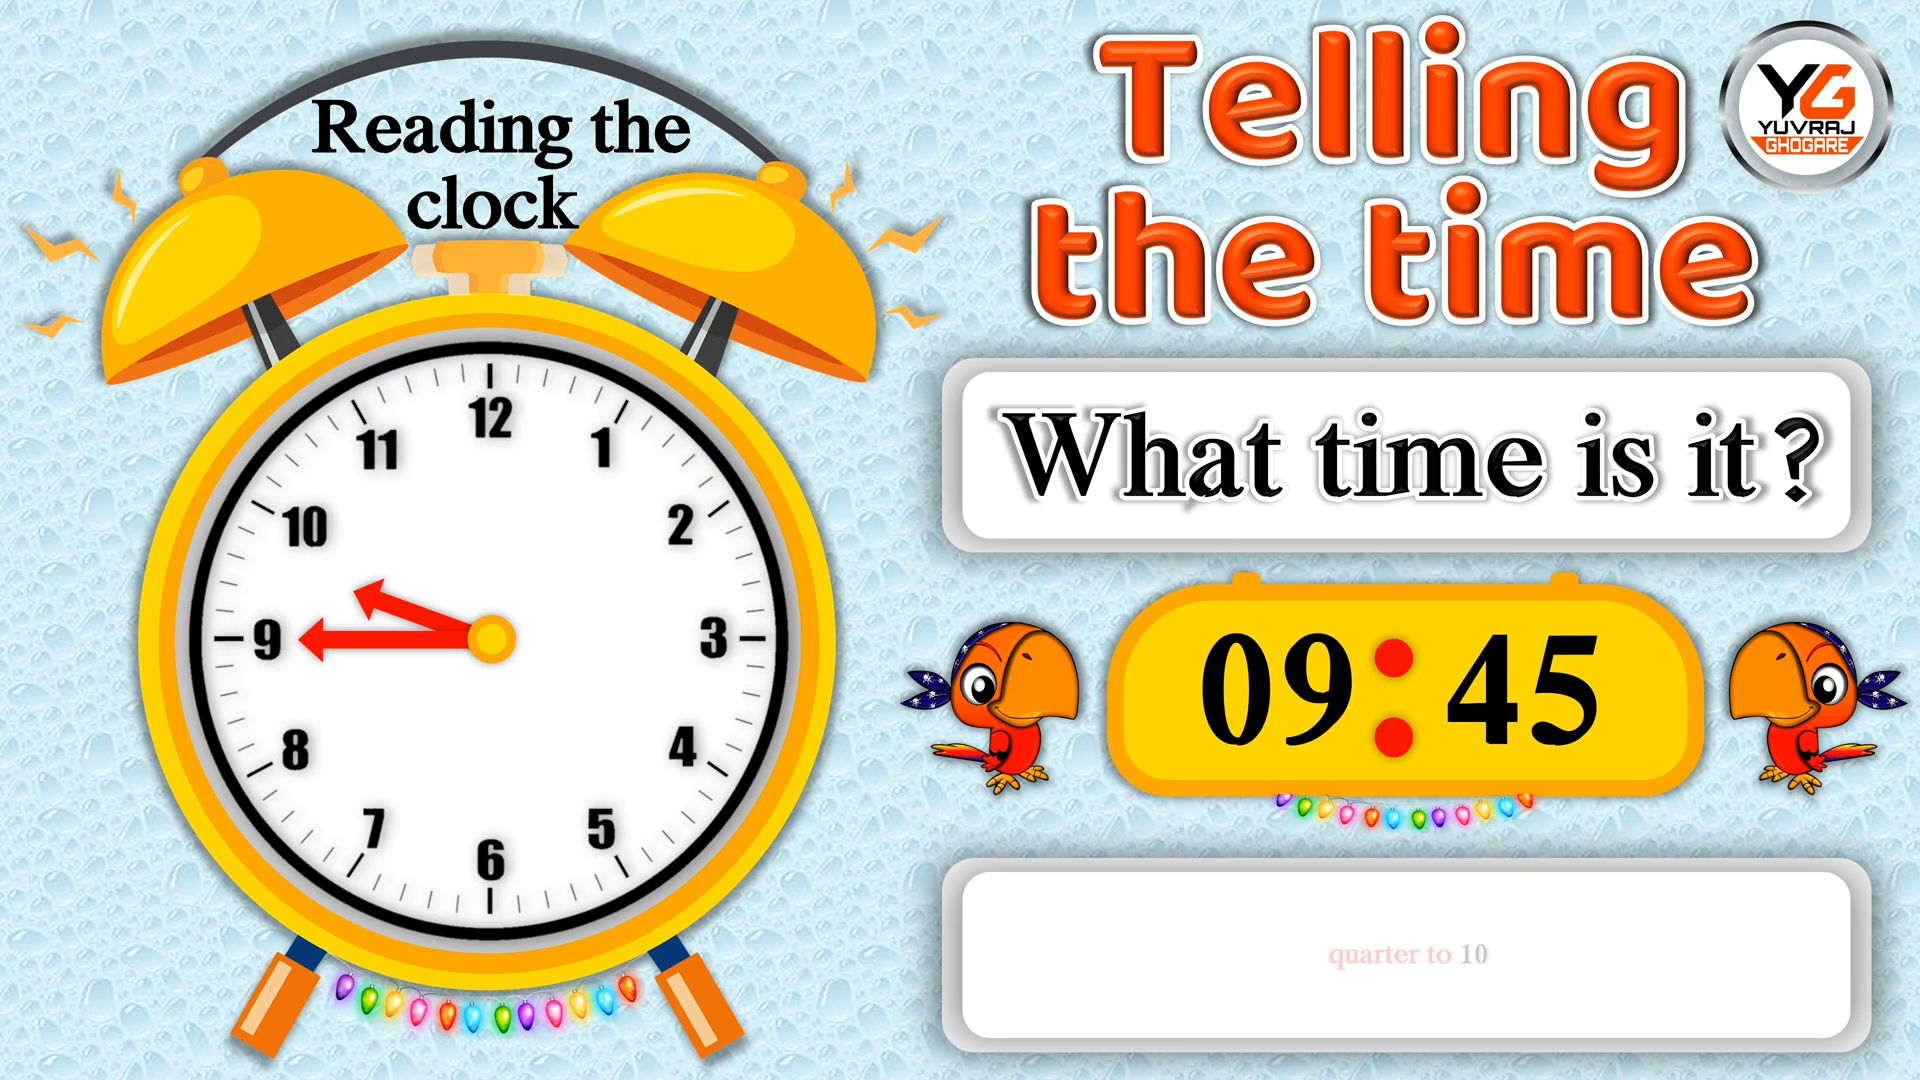 Reading the
clock
Telling
the time
YG
YUVRAJ
GHOGARE
What time is it?
12
1
2
3
4
5
6
7
8
9
10
11
09:45
quarter to 10